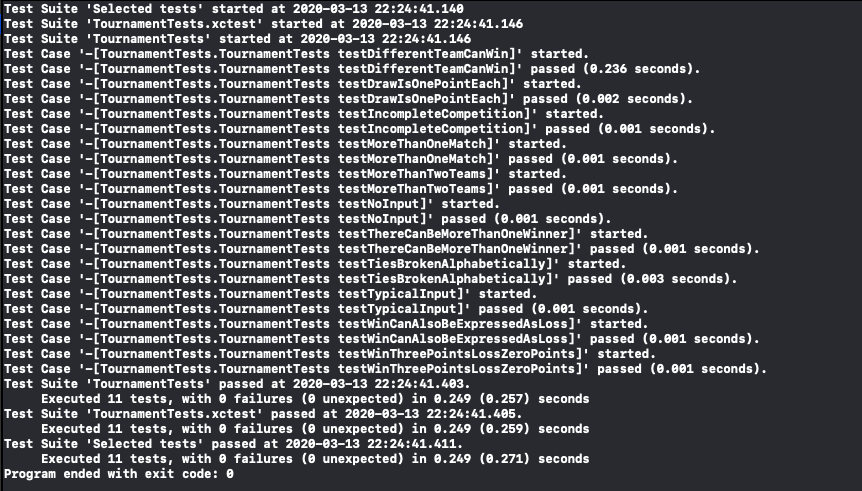 Test Suite 'Selected tests' started at 2020-03-13 22:24:41.140
Test Suite 'TournamentTests.xctest' started at 2020-03-13 22:24:41.146
Test Suite 'TournamentTests' started at 2020-03-13 22:24:41.146
Test Case '-[TournamentTests.TournamentTests testDifferentTeamCanWin]' started.
Test Case '-[TournamentTests.TournamentTests testDifferentTeamCanWin]' passed (0.236 seconds).
Test Case '-[TournamentTests.TournamentTests testDrawIsOnePointEach]' started.
Test Case '-[TournamentTests.TournamentTests testDrawIsOnePointEach]' passed (0.002 seconds).
Test Case '-[TournamentTests.TournamentTests testIncompleteCompetition]' started.
Test Case '-[TournamentTests.TournamentTests testIncompleteCompetition]' passed (0.001 seconds).
Test Case '-[TournamentTests.TournamentTests testMoreThanOneMatch]' started.
Test Case '-[TournamentTests.TournamentTests testMoreThanOneMatch]' passed (0.001 seconds).
Test Case '-[TournamentTests.TournamentTests testMoreThanTwoTeams]' started.
Test Case '-[TournamentTests.TournamentTests testMoreThanTwoTeams]' passed (0.001 seconds).
Test Case '-[TournamentTests.TournamentTests testNoInput]' started.
Test Case '-[TournamentTests.TournamentTests testNoInput]' passed (0.001 seconds).
Test Case '-[TournamentTests.TournamentTests testThereCanBeMoreThanOneWinner]' started.
Test Case '-[TournamentTests.TournamentTests testThereCanBeMoreThanOneWinner]' passed (0.001 seconds).
Test Case '-[TournamentTests.TournamentTests testTiesBrokenAlphabetically]' started.
Test Case '-[TournamentTests.TournamentTests testTiesBrokenAlphabetically]' passed (0.003 seconds).
Test Case '-[TournamentTests.TournamentTests testTypicalInput]' started.
Test Case '-[TournamentTests.TournamentTests testTypicalInput]' passed (0.001 seconds).
Test Case '-[TournamentTests.TournamentTests testWinCanAlsoBeExpressedAsLoss]' started.
Test Case '-[TournamentTests.TournamentTests testWinCanAlsoBeExpressedAsLoss]' passed (0.001 seconds).
Test Case '-[TournamentTests.TournamentTests testWinThreePointsLossZeroPoints]' started.
Test Case '-[TournamentTests.TournamentTests testWinThreePointsLossZeroPoints]' passed (0.001 seconds).
Test Suite 'TournamentTests' passed at 2020-03-13 22:24:41.403.
Executed 11 tests, with 0 failures (0 unexpected) in 0.249 (0.257) seconds
Test Suite 'TournamentTests.xctest' passed at 2020-03-13 22:24:41.405.
Executed 11 tests, with 0 failures (0 unexpected) in 0.249 (0.259) seconds
Test Suite 'Selected tests' passed at 2020-03-13 22:24:41.411.
Executed 11 tests, with 0 failures (0 unexpected) in 0.249 (0.271) seconds
Program ended with exit code: 0